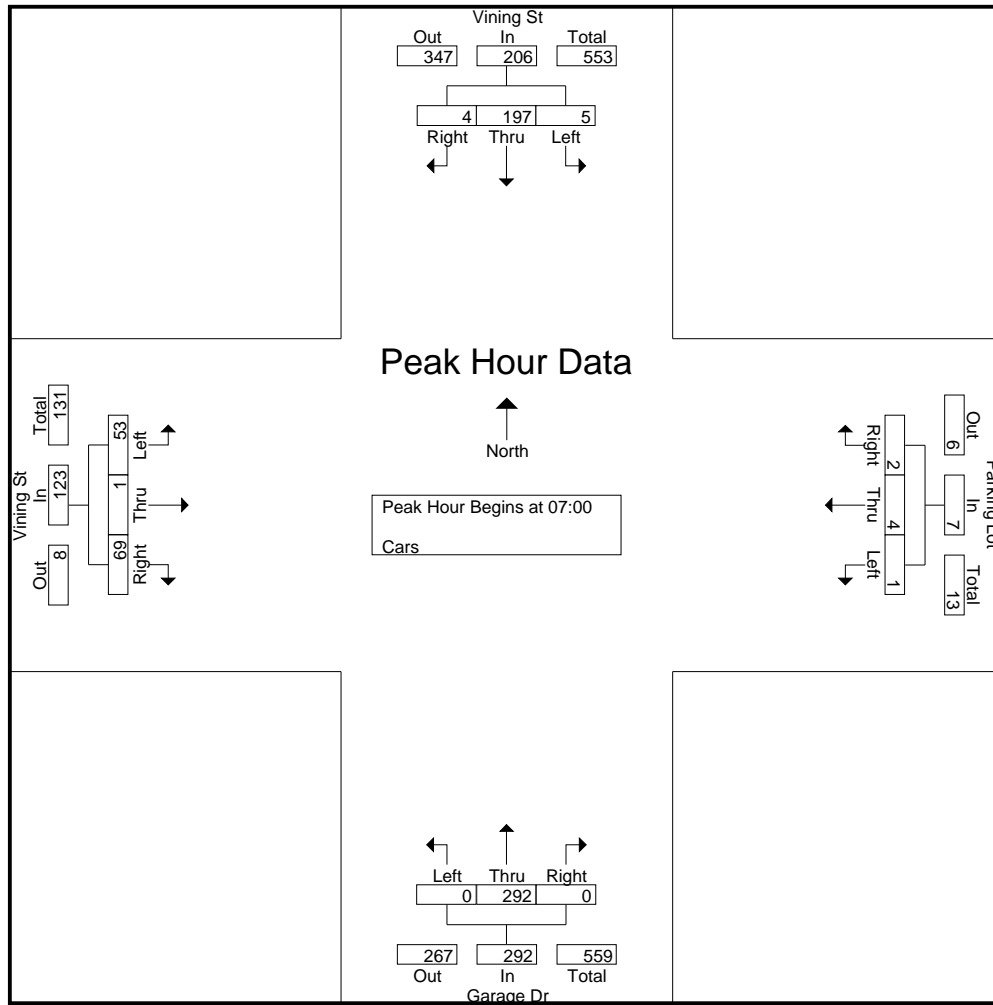 Vining St
Out In Total
347 206 553
4 197 5
Right Thru Left
Peak Hour Data
North
Peak Hour Begins at 07:00
Cars
Vining St
Total In Out
131 123 8
53 1 69
Left Thru Right
Right Thru Left
2 4 1
6 7 13
Out In Total
Parking Lot
Left Thru Right
0 292 0
267 292 559
Out In Total
Garage Dr